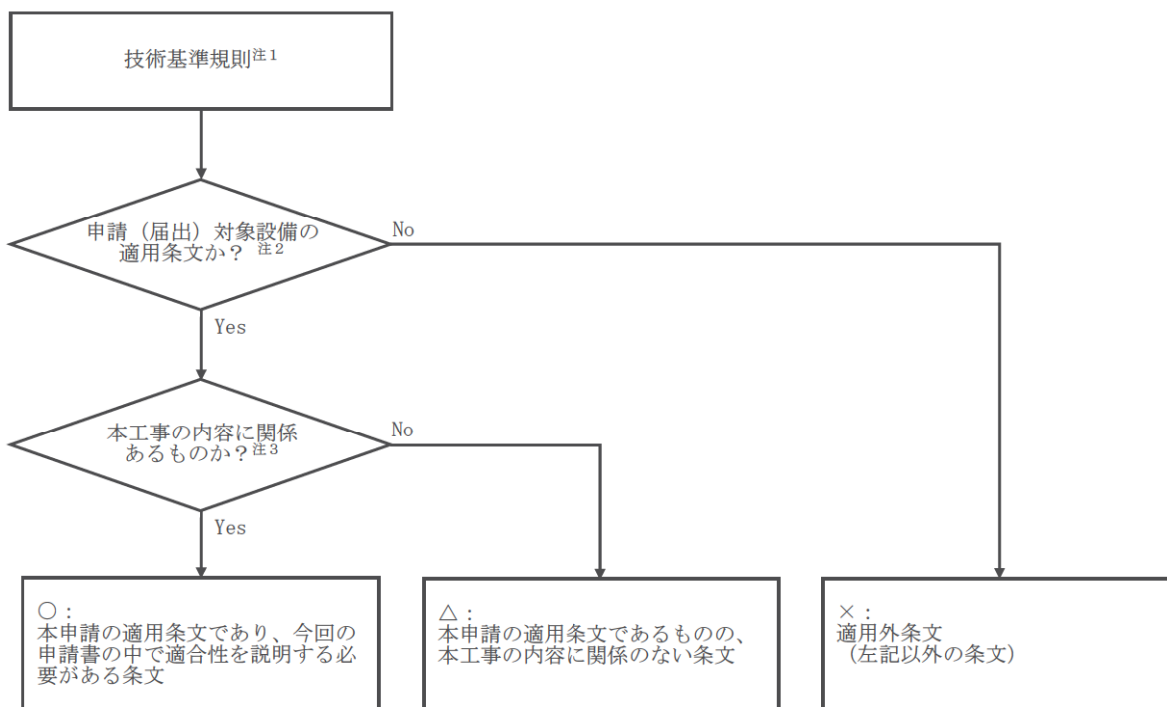 技術基準規則注1
申請（届出）対象設備の
適用条文か？ 注2
No
Yes
本工事の内容に関係
あるものか？注3
No
Yes
○：
本申請の適用条文であり、今回の
申請書の中で適合性を説明する必
要がある条文
△：
本申請の適用条文であるものの、
本工事の内容に関係のない条文
×：
適用外条文
（左記以外の条文）